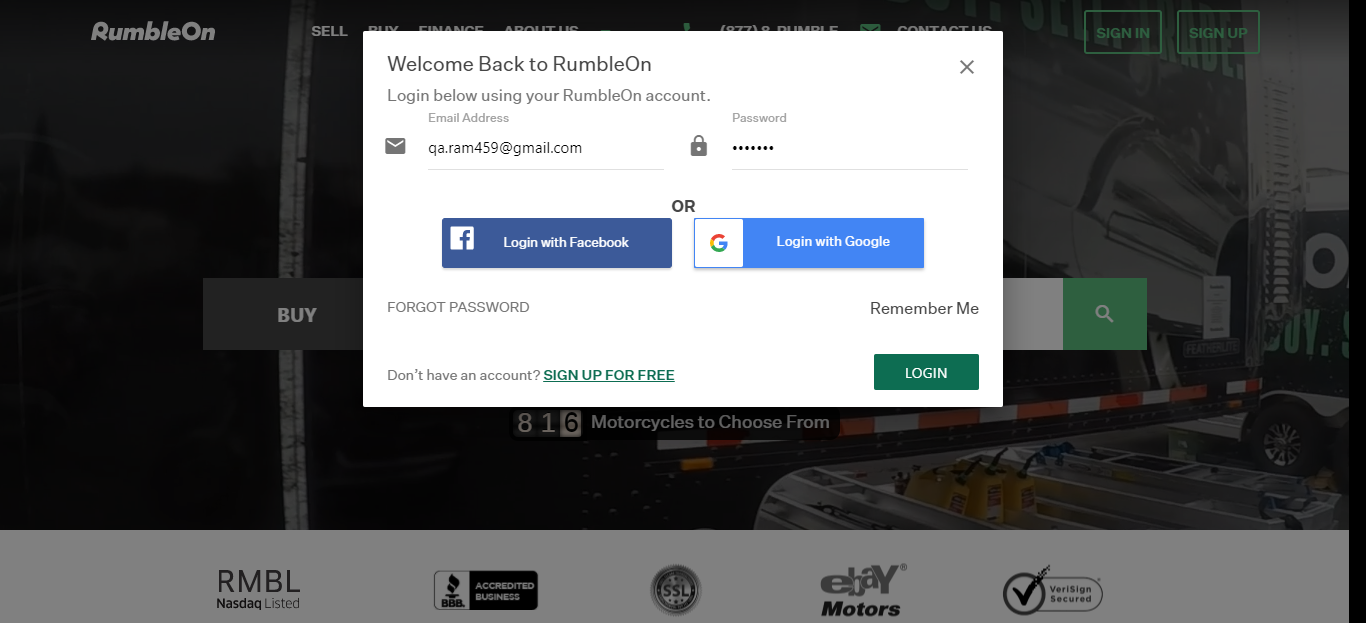 RumbleOn
SELL BUY FINANCE ABOUT US (877) 8-RUMBLE CONTACT US SIGN IN SIGN UP
Welcome Back to RumbleOn
Login below using your RumbleOn account.
Email Address Password
qa.ram459@gmail.com •••••••
OR
Login with Facebook Login with Google
FORGOT PASSWORD Remember Me
Don't have an account? SIGN UP FOR FREE LOGIN
BUY
FEATHERLITE
816 Motorcycles to Choose From
RMBL
Nasdaq Listed
BBB.
ACCREDITED
BUSINESS
SSL
ebaY®
Motors
VeriSign
Secured